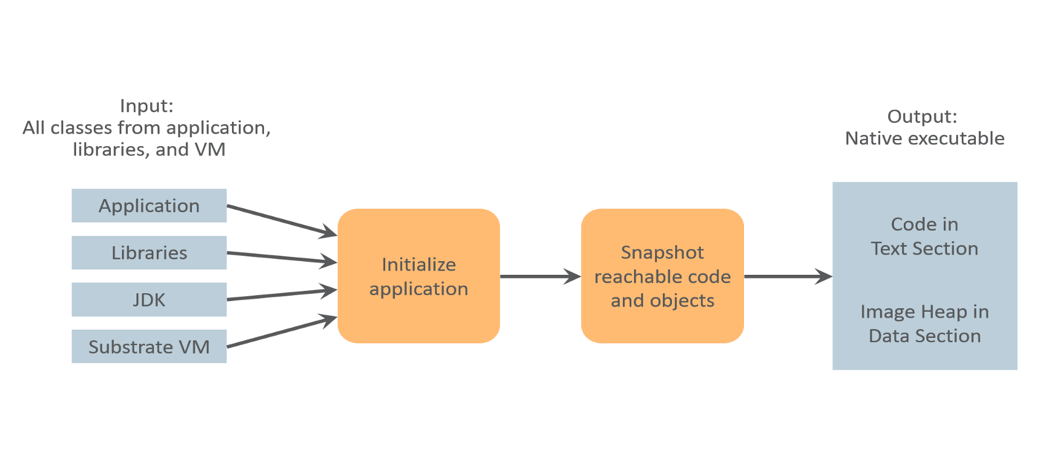 Input:
All classes from application,
libraries, and VM
Application
Libraries
JDK
Substrate VM
Initialize
application
Snapshot
reachable code
and objects
Output:
Native executable
Code in
Text Section
Image Heap in
Data Section